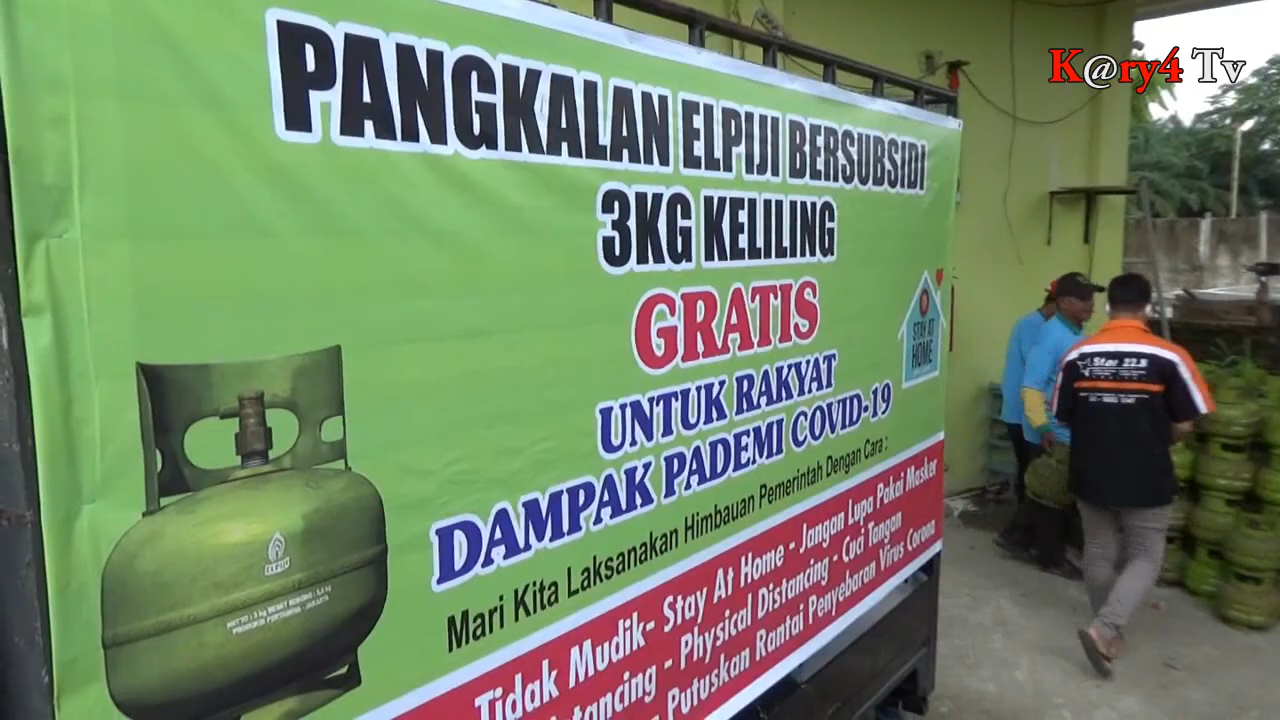 K@ry4 Tv
PANGKALAN ELPIJI BERSUBSIDI
3KG KELILING
GRATIS
UNTUK RAKYAT
DAMPAK PADEMI COVID-19
Mari Kita Laksanakan Himbauan Pemerintah Dengan Cara :
Tidak Mudik- Stay At Home - Jangan Lupa Pakai Masker
- Physical Distancing - Cuci Tangan
Putuskan Rantai Penyebaran Virus Corona
STAY AT
HOME
ELPIJI
Star 22.8